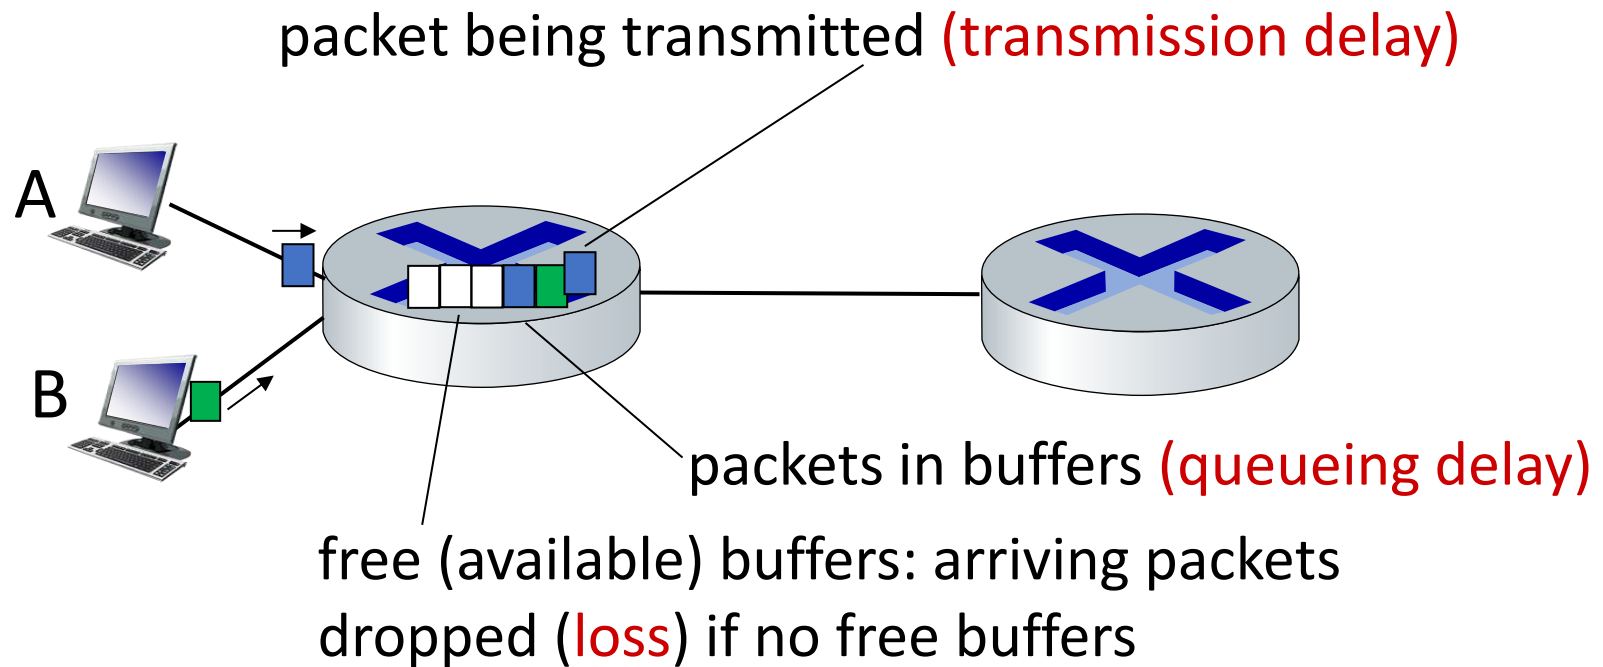 packet being transmitted (transmission delay)
A
B
packets in buffers (queueing delay)
free (available) buffers: arriving packets
dropped (loss) if no free buffers